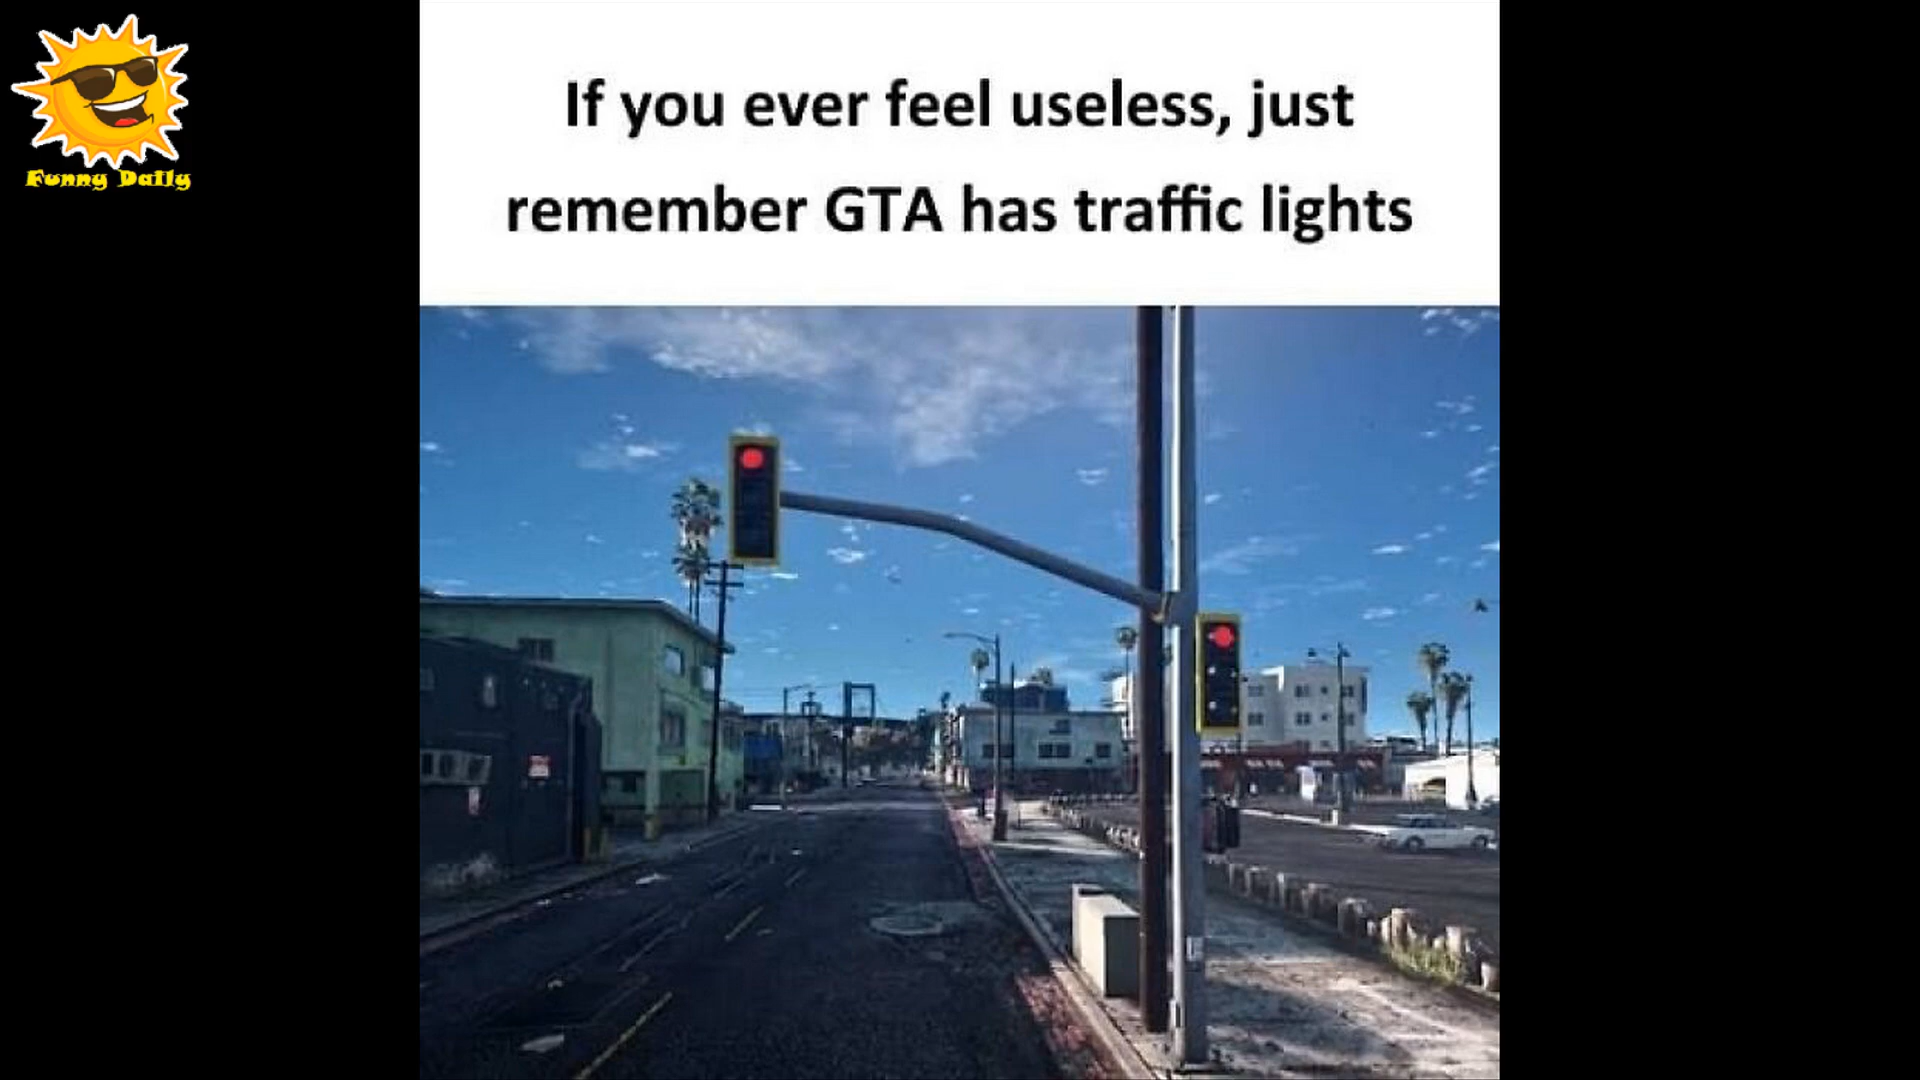 If you ever feel useless, just
remember GTA has traffic lights
Funny Daily